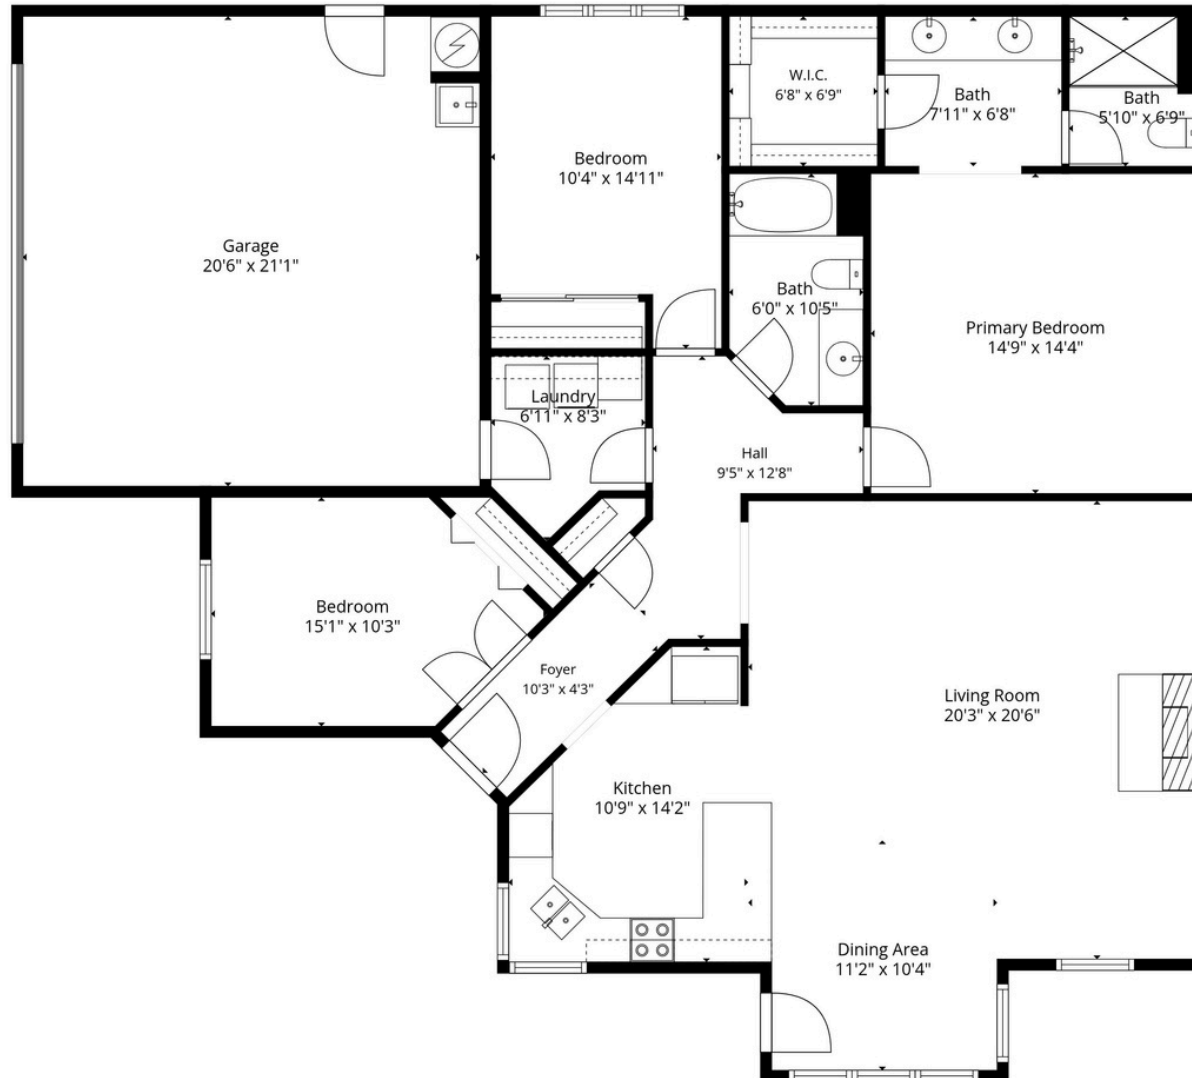 W.I.C.
6'8" x 6'9"
Bath
7'11" x 6'8"
Bath
5'10" x 6'9"
Bedroom
10'4" x 14'11"
Garage
20'6" x 21'1"
Bath
6'0" x 10'5"
Primary Bedroom
14'9" x 14'4"
Laundry
6'11" x 8'3"
Hall
9'5" x 12'8"
Bedroom
15'1" x 10'3"
Foyer
10'3" x 4'3"
Living Room
20'3" x 20'6"
Kitchen
10'9" x 14'2"
Dining Area
11'2" x 10'4"